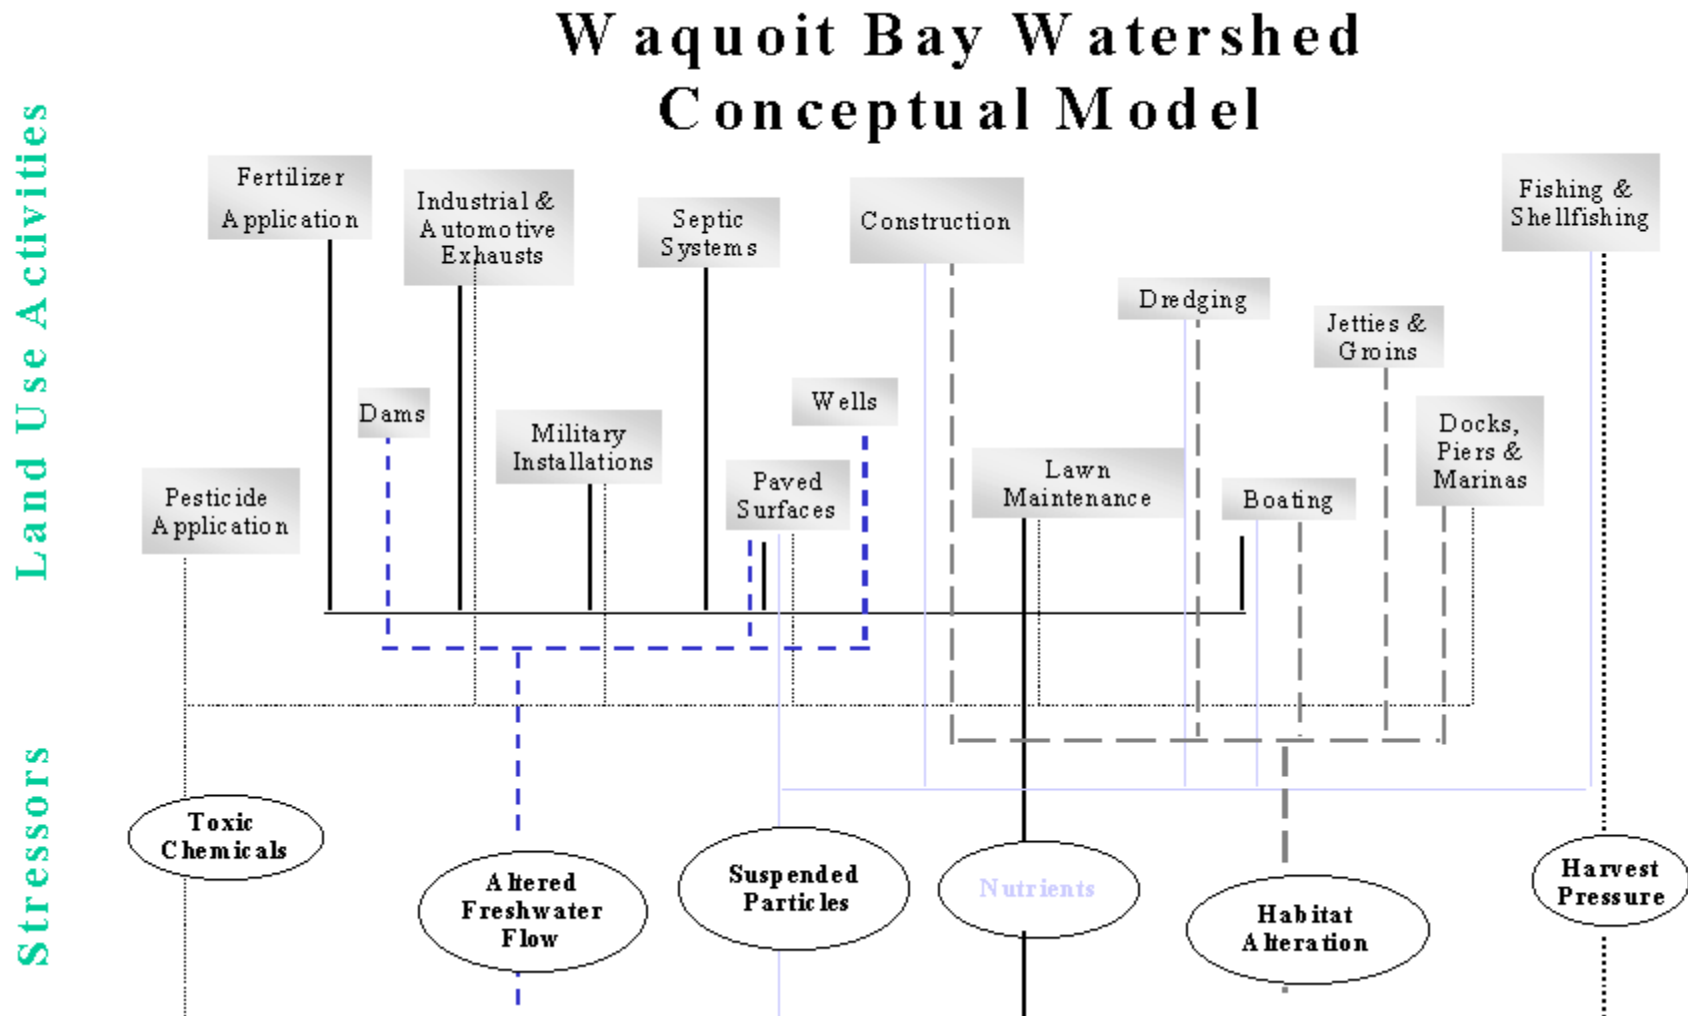 Waquoit Bay Watershed
Conceptual Model
Land Use Activities
Fertilizer
Application
Industrial &
Automotive
Exhausts
Septic
Systems
Construction
Fishing &
Shellfishing
Dredging
Jetties &
Groins
Dams
Wells
Military
Installations
Docks,
Piers &
Marinas
Pesticide
Application
Paved
Surfaces
Lawn
Maintenance
Boating
Stressors
Toxic
Chemicals
Altered
Freshwater
Flow
Suspended
Particles
Nutrients
Habitat
Alteration
Harvest
Pressure